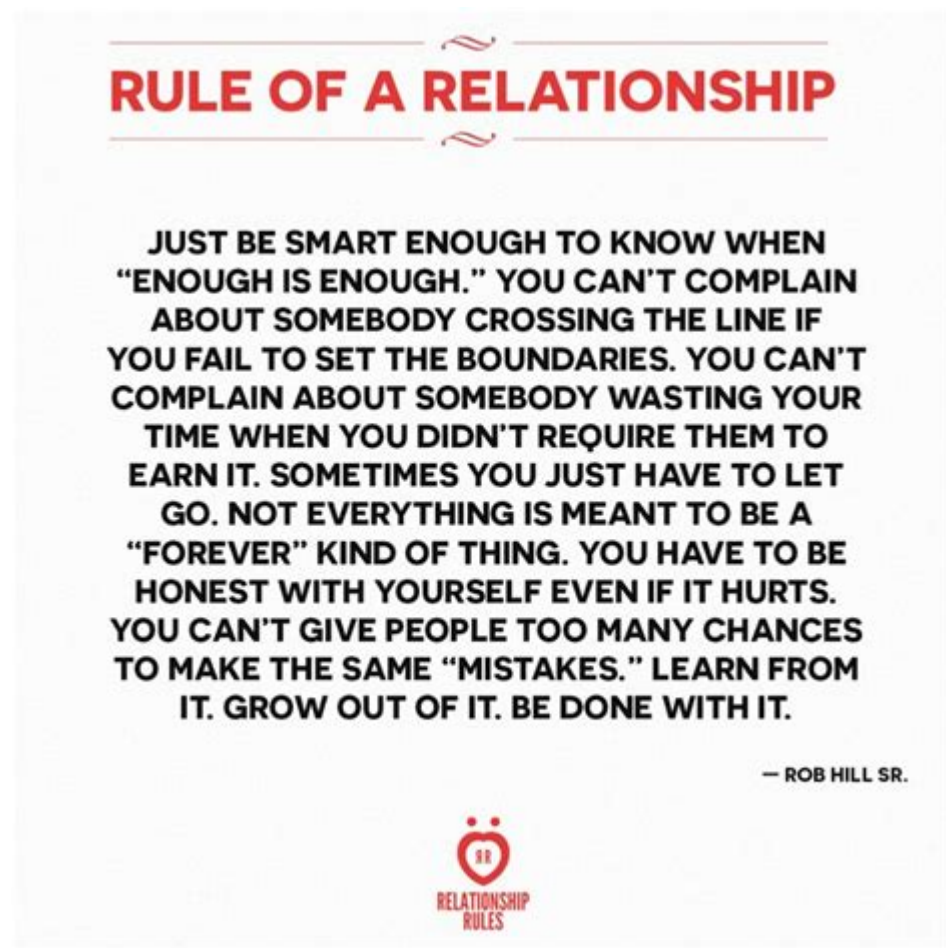 RULE OF A RELATIONSHIP
JUST BE SMART ENOUGH TO KNOW WHEN
“ENOUGH IS ENOUGH.” YOU CAN’T COMPLAIN
ABOUT SOMEBODY CROSSING THE LINE IF
YOU FAIL TO SET THE BOUNDARIES. YOU CAN’T
COMPLAIN ABOUT SOMEBODY WASTING YOUR
TIME WHEN YOU DIDN’T REQUIRE THEM TO
EARN IT. SOMETIMES YOU JUST HAVE TO LET
GO. NOT EVERYTHING IS MEANT TO BE A
“FOREVER” KIND OF THING. YOU HAVE TO BE
HONEST WITH YOURSELF EVEN IF IT HURTS.
YOU CAN’T GIVE PEOPLE TOO MANY CHANCES
TO MAKE THE SAME “MISTAKES.” LEARN FROM
IT. GROW OUT OF IT. BE DONE WITH IT.
— ROB HILL SR.
RR
RELATIONSHIP
RULES